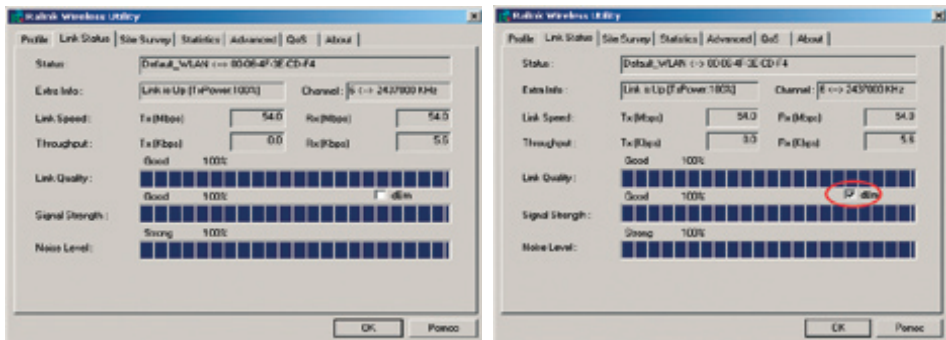 Ralink Wireless Utility
Profile Link Status Site Survey Statistics Advanced QoS About
Status : Default_WLAN <--> 00-06-4F-3E-CD-F4
Extra Info : Link is Up [TxPower:100%] Channel : 6 <--> 2437000 KHz
Link Speed : Tx (Mbps) 54.0 Rx (Mbps) 54.0
Throughput : Tx (Kbps) 0.0 Rx (Kbps) 5.6
Good 100%
Link Quality :
Good 100% dBm
Signal Strength :
Strong 100%
Noise Level :
OK Pomoc
Ralink Wireless Utility
Profile Link Status Site Survey Statistics Advanced QoS About
Status : Default_WLAN <--> 00-06-4F-3E-CD-F4
Extra Info : Link is Up [TxPower:100%] Channel : 6 <--> 2437000 KHz
Link Speed : Tx (Mbps) 54.0 Rx (Mbps) 54.0
Throughput : Tx (Kbps) Rx (Kbps) 5.6
Good 100%
Link Quality :
Good 100% dBm
Signal Strength :
Strong 100%
Noise Level :
OK Pomoc